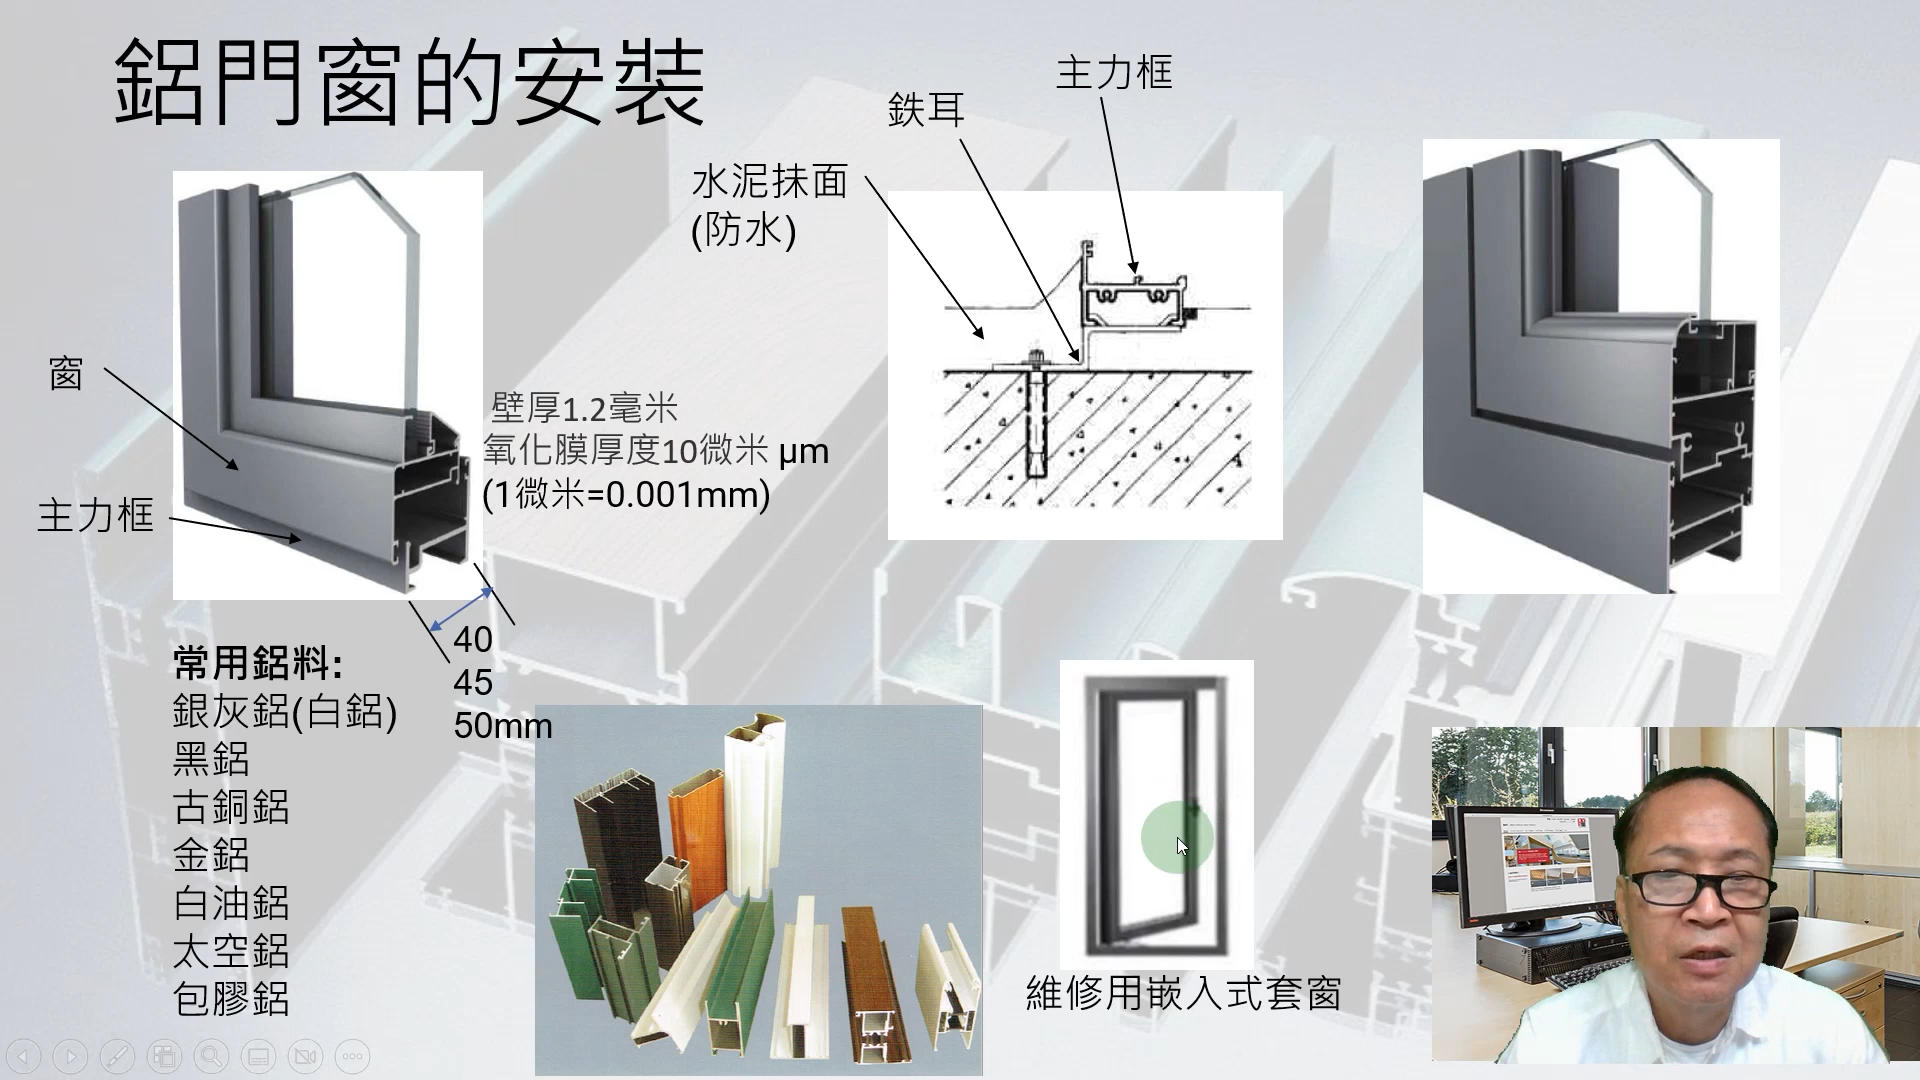 鋁門窗的安裝
主力框
鉄耳
水泥抹面
(防水)
窗
主力框
壁厚1.2毫米
氧化膜厚度10微米 μm
(1微米=0.001mm)
40
45
50mm
常用鋁料:
銀灰鋁(白鋁)
黑鋁
古銅鋁
金鋁
白油鋁
太空鋁
包膠鋁
維修用嵌入式套窗